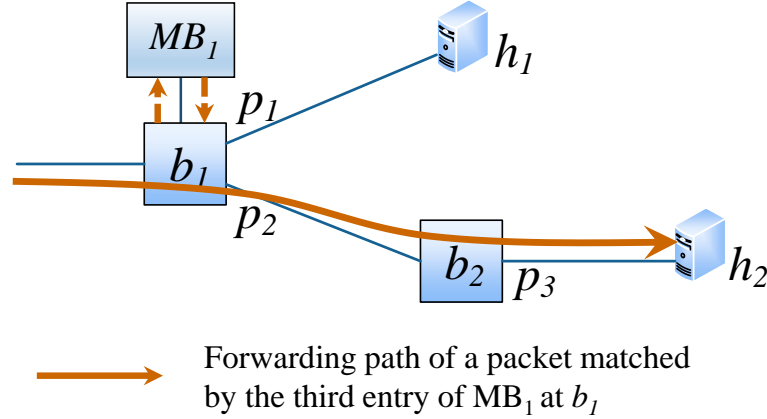 MB₁
h₁
p₁
b₁
p₂
b₂
p₃
h₂
Forwarding path of a packet matched
by the third entry of MB₁ at b₁